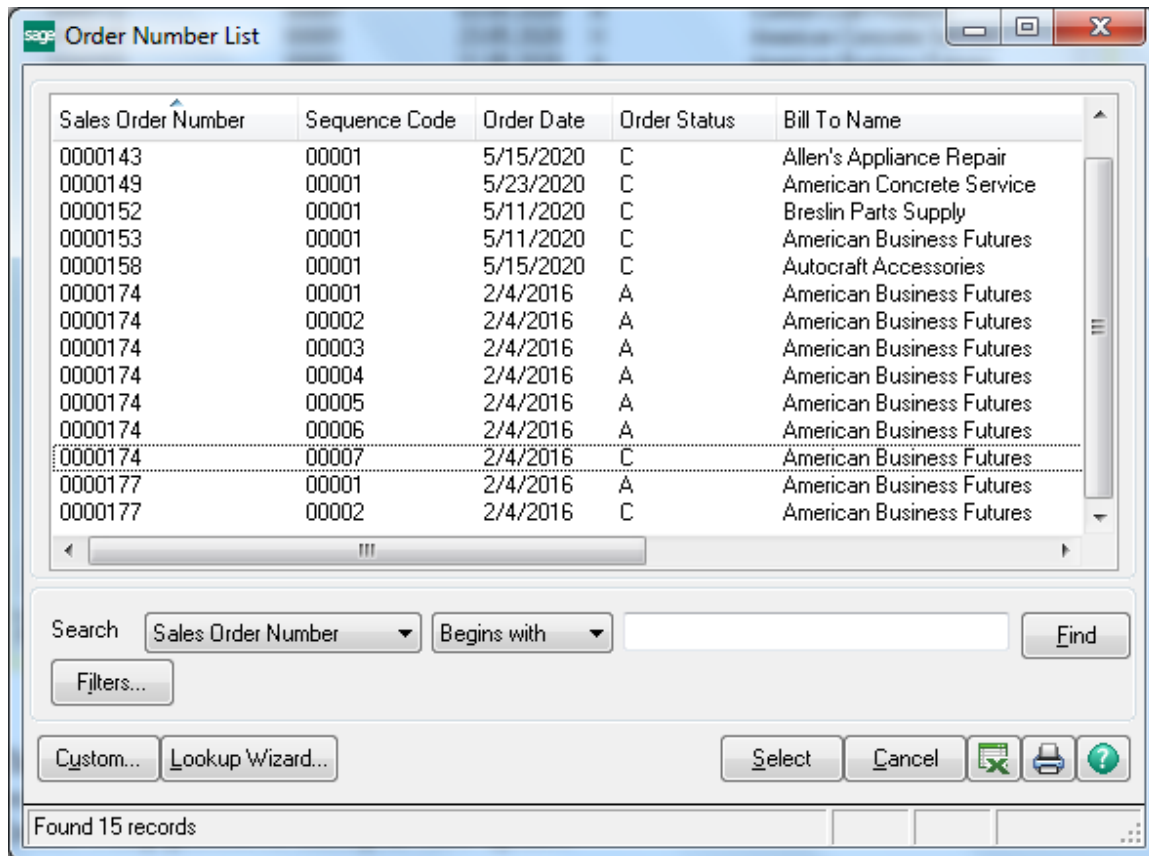 sage Order Number List
Sales Order Number Sequence Code Order Date Order Status Bill To Name
0000143 00001 5/15/2020 C Allen's Appliance Repair
0000149 00001 5/23/2020 C American Concrete Service
0000152 00001 5/11/2020 C Breslin Parts Supply
0000153 00001 5/11/2020 C American Business Futures
0000158 00001 5/15/2020 C Autocraft Accessories
0000174 00001 2/4/2016 A American Business Futures
0000174 00002 2/4/2016 A American Business Futures
0000174 00003 2/4/2016 A American Business Futures
0000174 00004 2/4/2016 A American Business Futures
0000174 00005 2/4/2016 A American Business Futures
0000174 00006 2/4/2016 A American Business Futures
0000174 00007 2/4/2016 C American Business Futures
0000177 00001 2/4/2016 A American Business Futures
0000177 00002 2/4/2016 C American Business Futures
Search Sales Order Number Begins with Find
Filters...
Custom... Lookup Wizard... Select Cancel
Found 15 records